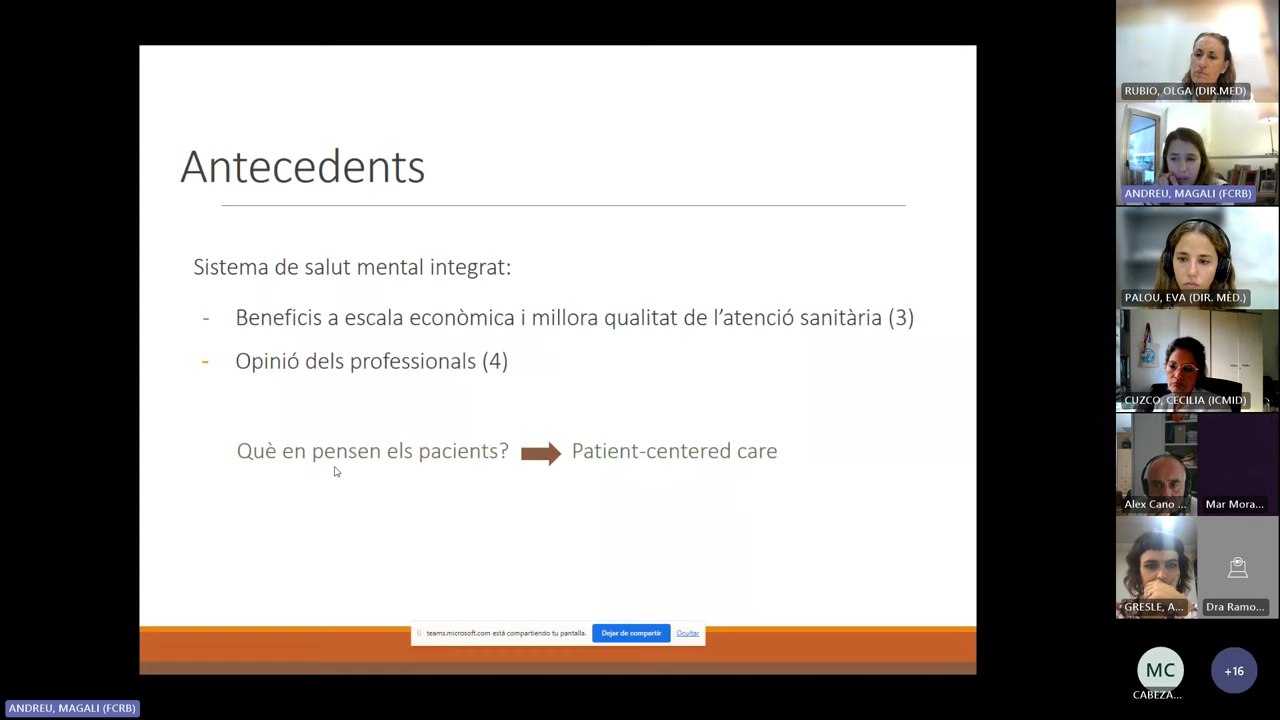 Antecedents
Sistema de salut mental integrat:
- Beneficis a escala econòmica i millora qualitat de l’atenció sanitària (3)
- Opinió dels professionals (4)
Què en pensen els pacients? Patient-centered care
teams.microsoft.com está compartiendo tu pantalla. Dejar de compartir Ocultar
ANDREU, MAGALI (FCRB)
RUBIO, OLGA (DIR.MED)
ANDREU, MAGALI (FCRB)
PALOU, EVA (DIR. MÈD.)
CUZCO, CECILIA (ICMID)
Alex Cano ... Mar Mora...
GRESLE, A... Dra Ramo...
MC +16
CABEZA...